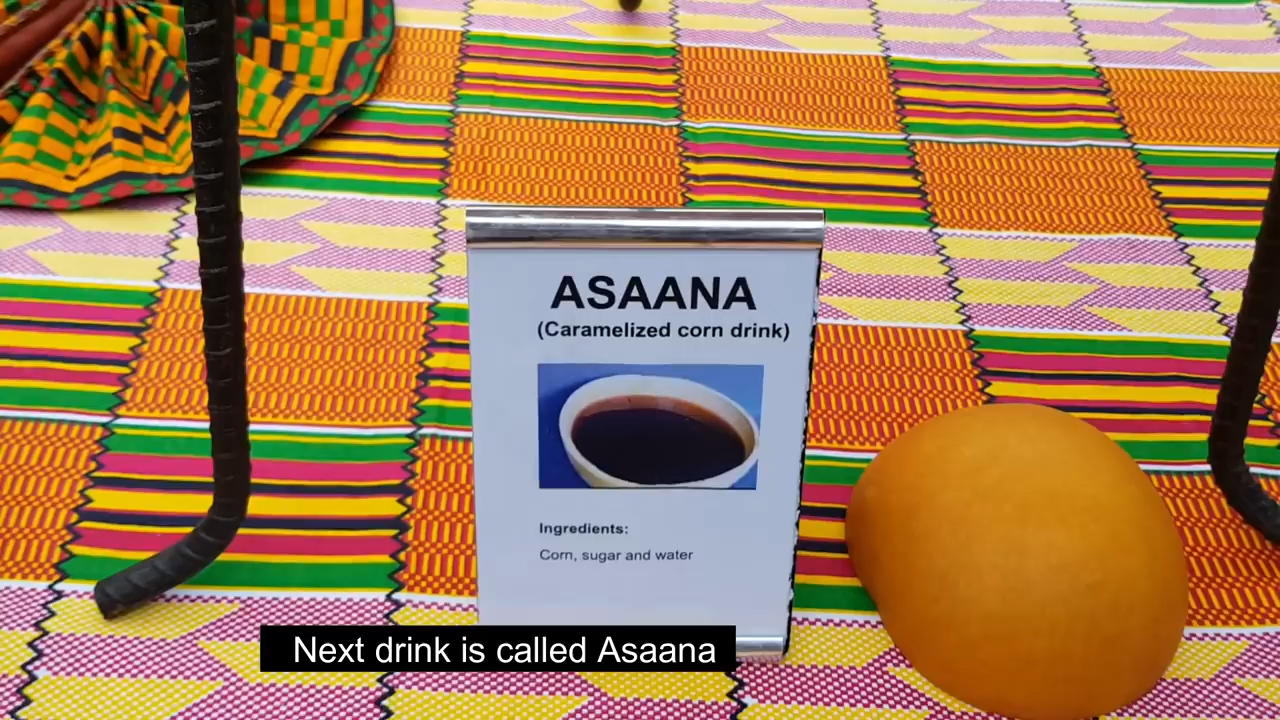 ASAANA
(Caramelized corn drink)
Ingredients:
Corn, sugar and water
Next drink is called Asaana